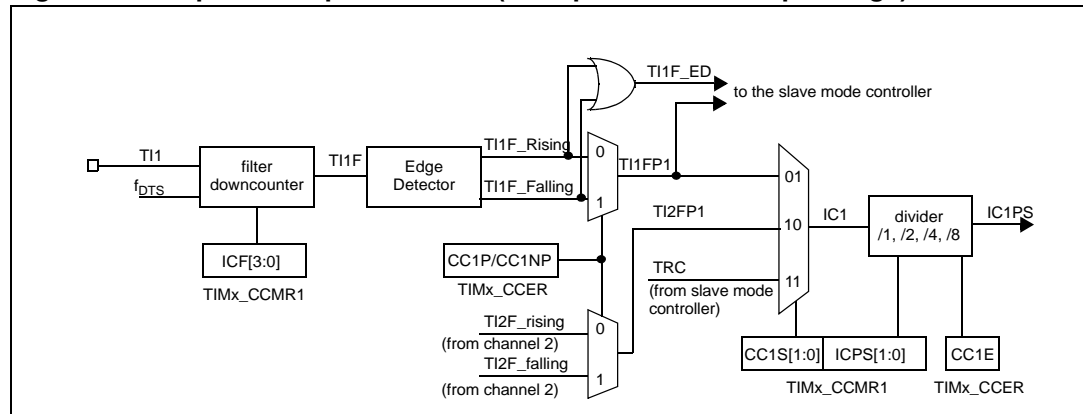 TI1F_ED
to the slave mode controller
TI1
f_DTS
filter
downcounter
TI1F
Edge
Detector
TI1F_Rising
TI1F_Falling
0
1
TI1FP1
TI2FP1
01
10
11
IC1
divider
/1, /2, /4, /8
IC1PS
ICF[3:0]
TIMx_CCMR1
CC1P/CC1NP
TIMx_CCER
TRC
(from slave mode
controller)
TI2F_rising
(from channel 2)
TI2F_falling
(from channel 2)
0
1
CC1S[1:0]
ICPS[1:0]
CC1E
TIMx_CCMR1
TIMx_CCER